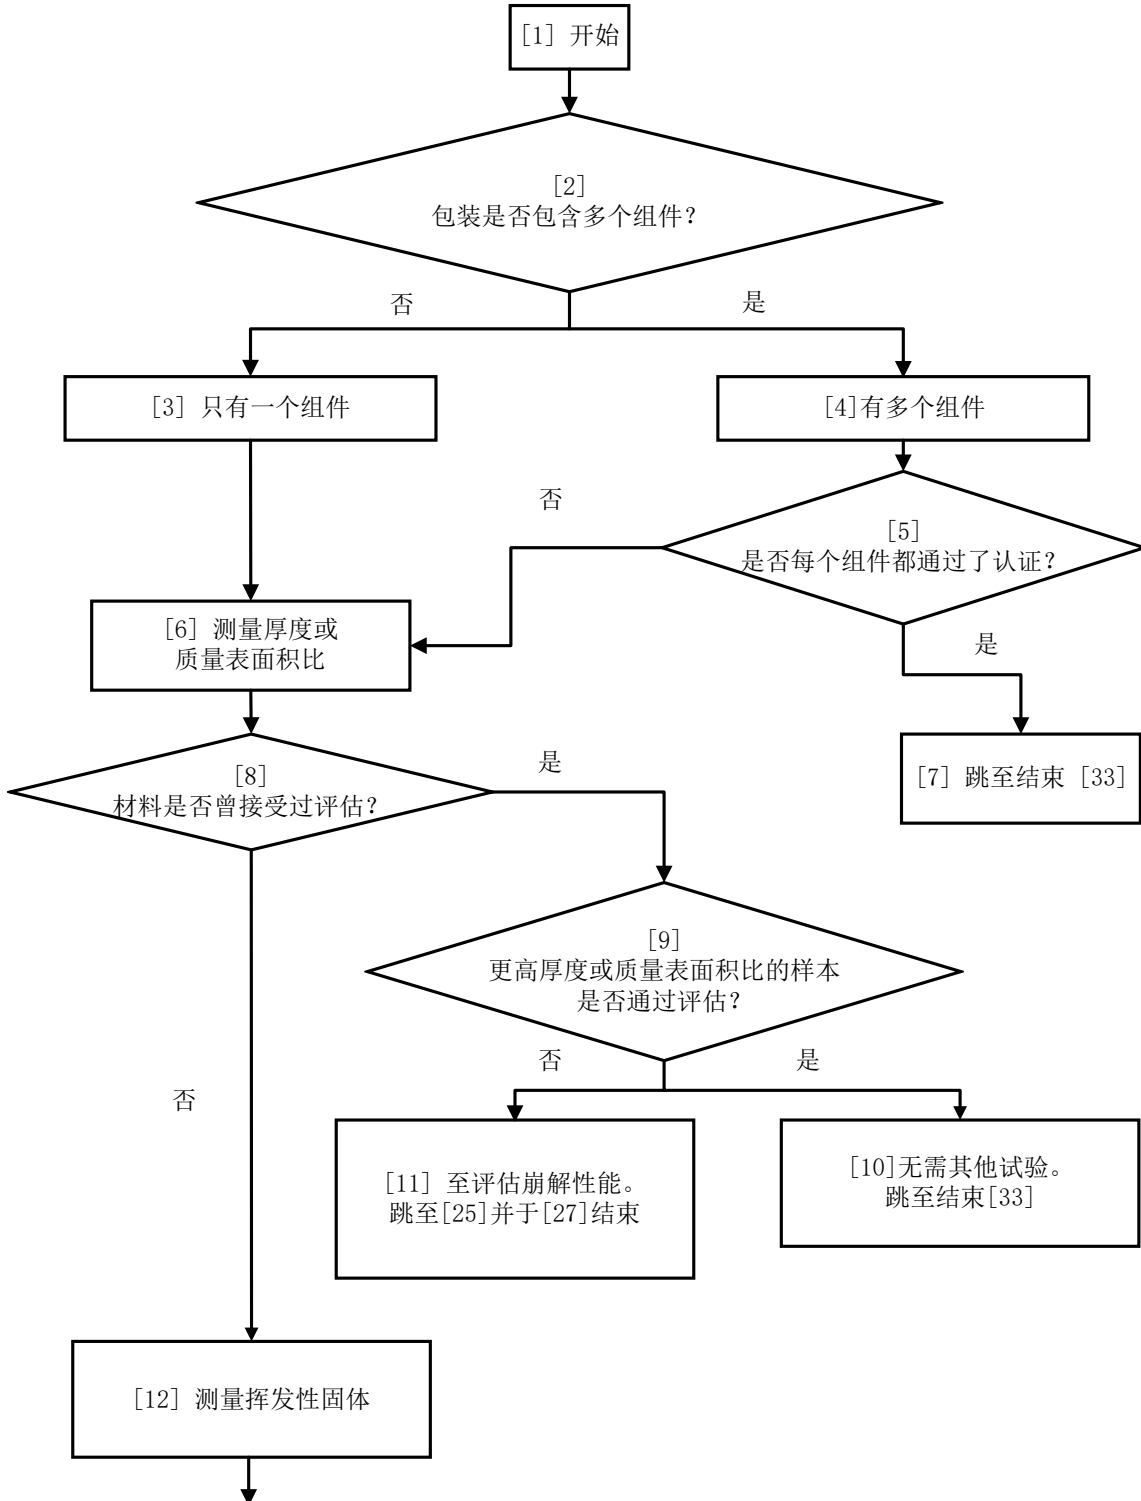 [1] 开始
[2]
包装是否包含多个组件?
否
是
[3] 只有一个组件
[4]有多个组件
否
[5]
是否每个组件都通过了认证?
[6] 测量厚度或
质量表面积比
是
[7] 跳至结束 [33]
[8]
材料是否曾接受过评估?
是
[9]
更高厚度或质量表面积比的样本
是否通过评估?
否
是
否
[11] 至评估崩解性能。
跳至[25]并于[27]结束
[10]无需其他试验。
跳至结束[33]
[12] 测量挥发性固体